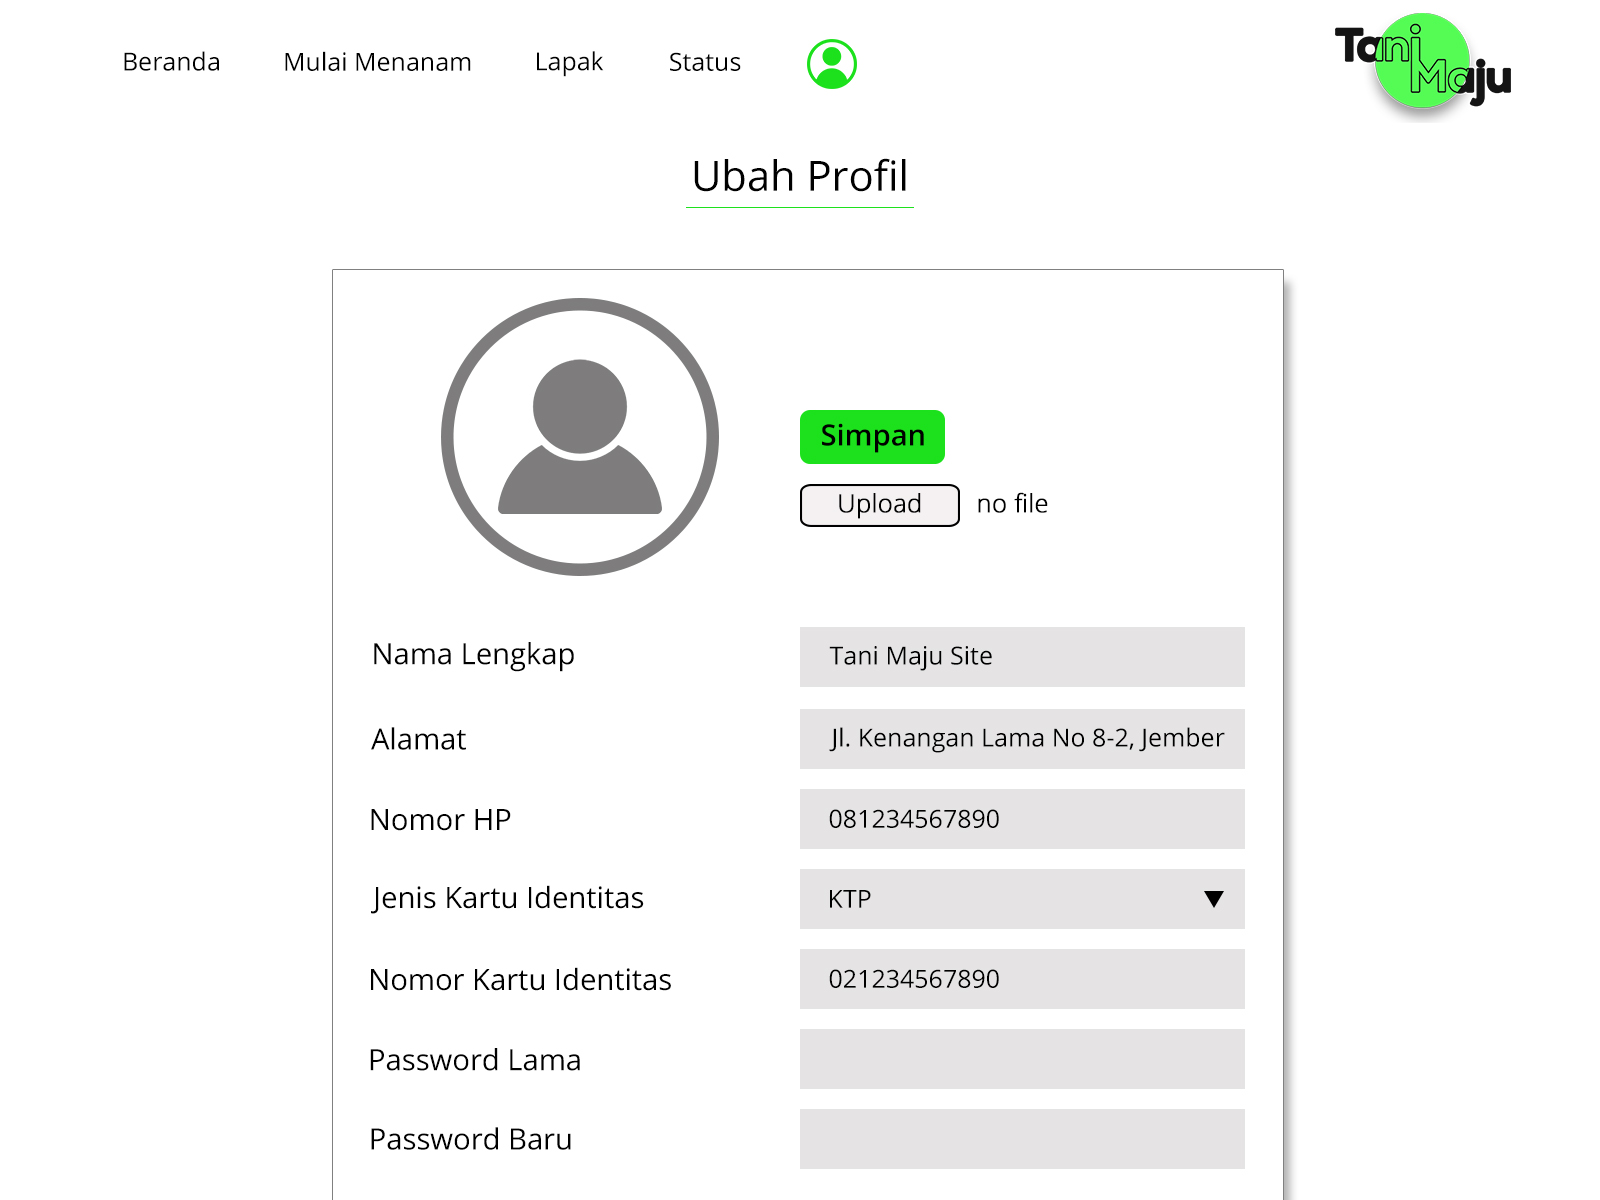 Beranda
Mulai Menanam
Lapak
Status
Tani
Maju
Ubah Profil
Simpan
Upload
no file
Nama Lengkap
Tani Maju Site
Alamat
Jl. Kenangan Lama No 8-2, Jember
Nomor HP
081234567890
Jenis Kartu Identitas
KTP
Nomor Kartu Identitas
021234567890
Password Lama
Password Baru